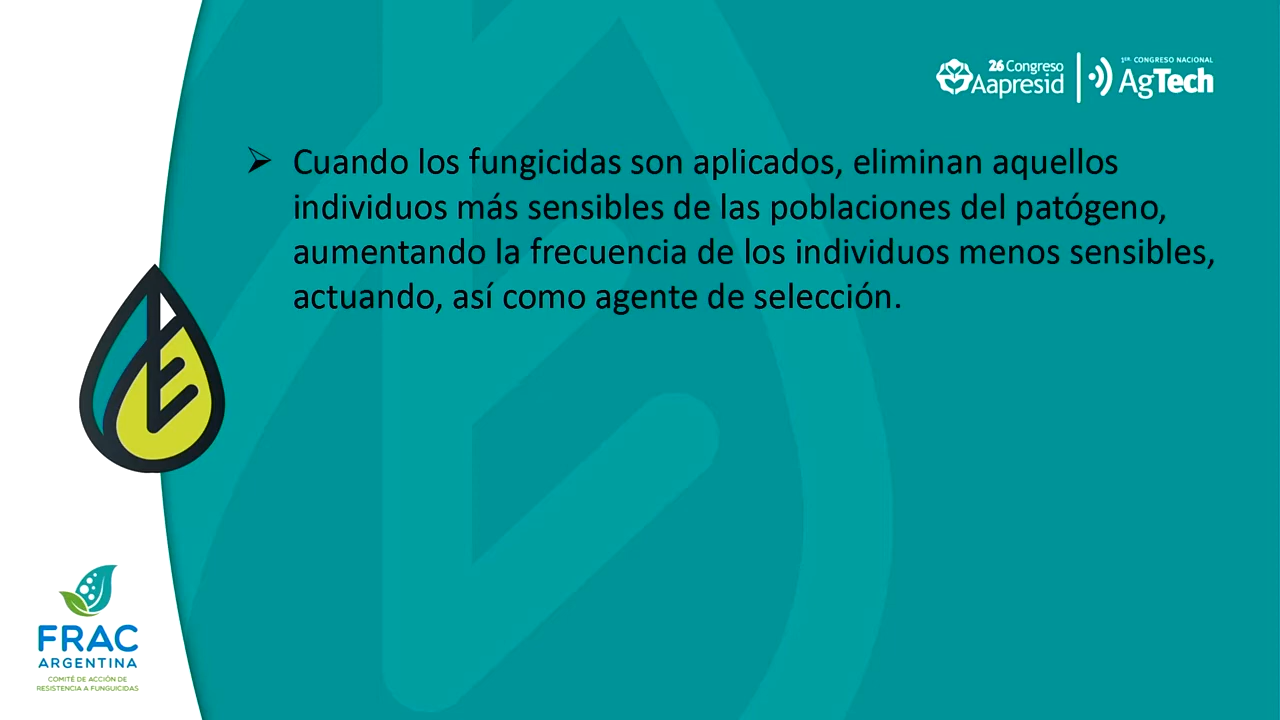 26 Congreso
Aapresid
1er. CONGRESO NACIONAL
AgTech
➢ Cuando los fungicidas son aplicados, eliminan aquellos
individuos más sensibles de las poblaciones del patógeno,
aumentando la frecuencia de los individuos menos sensibles,
actuando, así como agente de selección.
FRAC
ARGENTINA
COMITÉ DE ACCIÓN DE
RESISTENCIA A FUNGUICIDAS